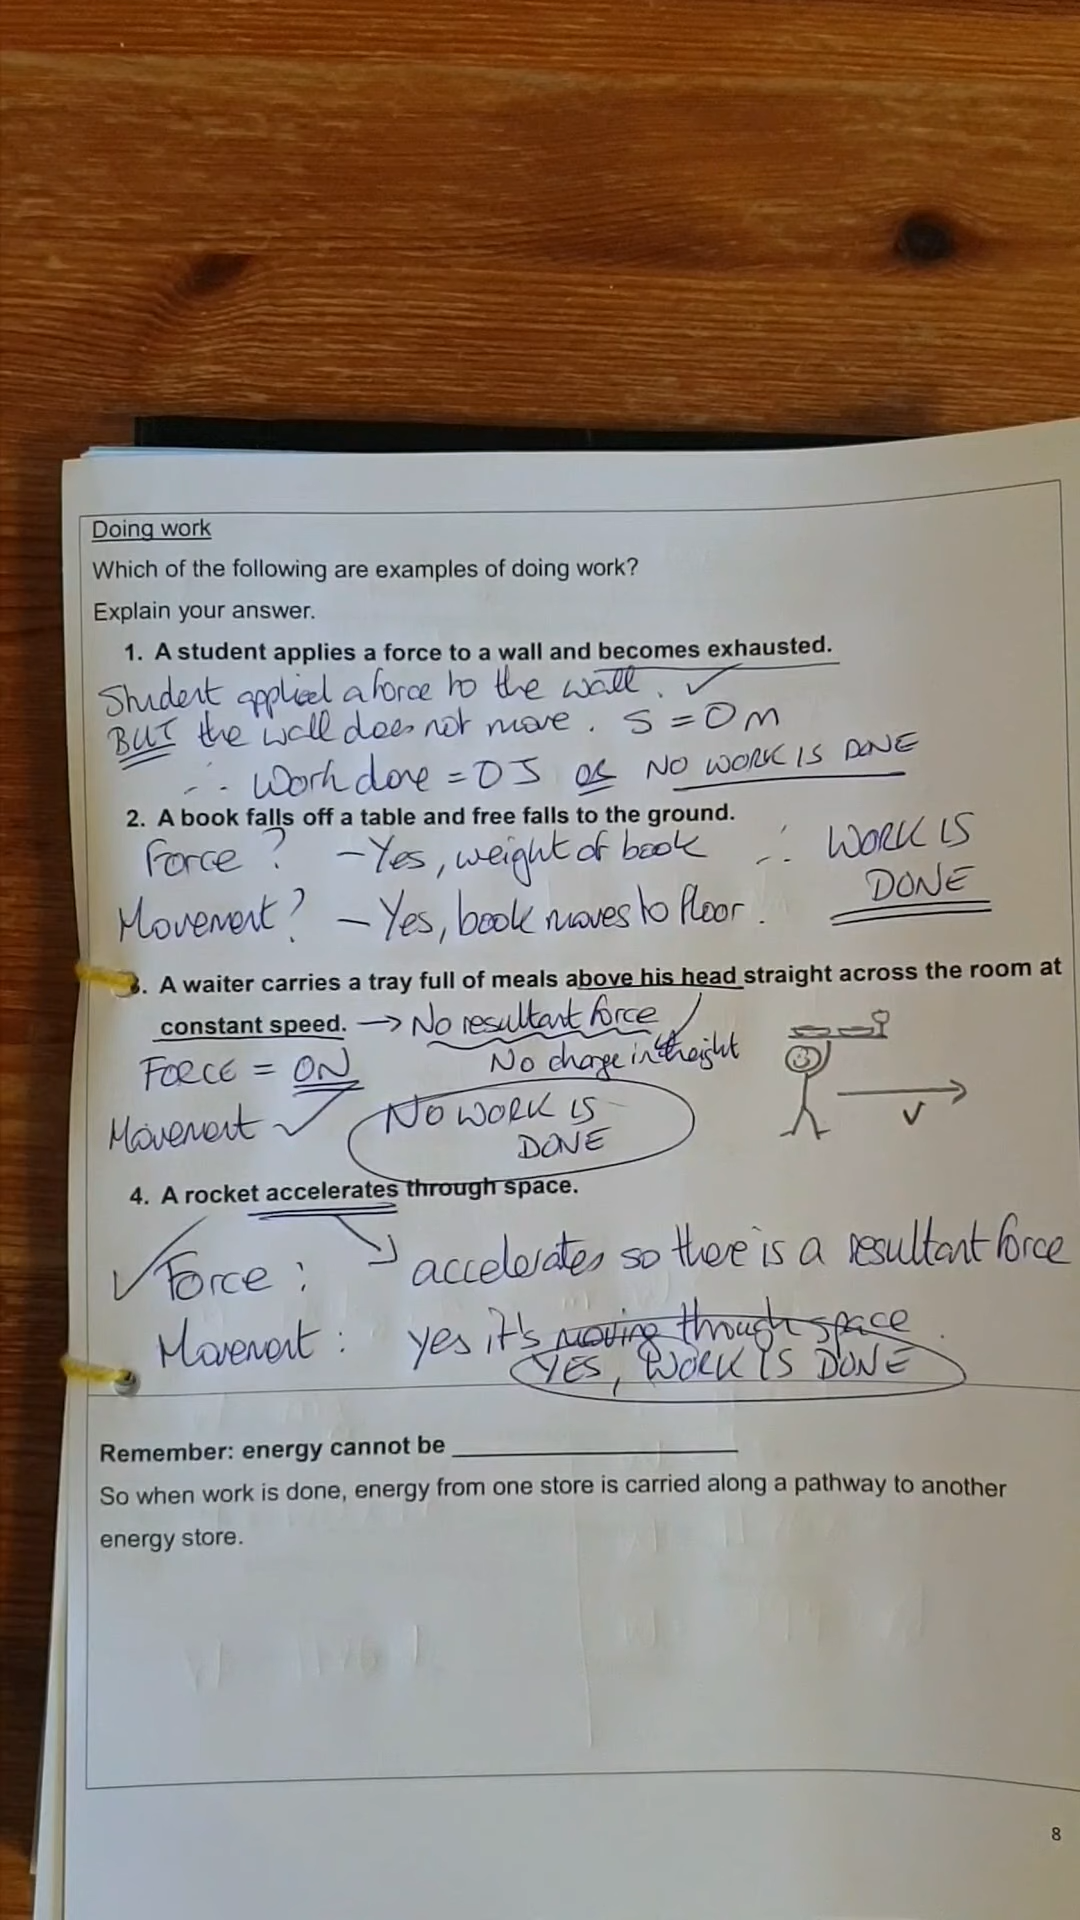 Doing work
Which of the following are examples of doing work?
Explain your answer.
1. A student applies a force to a wall and becomes exhausted.
Student applied a force to the wall. ✓
BUT the wall does not move. S = 0 m
∴ Work done = 0 J or NO WORK IS DONE
2. A book falls off a table and free falls to the ground.
Force? – Yes, weight of book ∴ WORK IS
DONE
Movement? – Yes, book moves to floor.
3. A waiter carries a tray full of meals above his head straight across the room at
constant speed. → No resultant force
No change in height
FORCE = 0N
Movement ✓
NO WORK IS
DONE
V
4. A rocket accelerates through space.
✓ Force : accelerates so there is a resultant force
Movement : yes it's moving through space.
YES, WORK IS DONE
Remember: energy cannot be ____________________
So when work is done, energy from one store is carried along a pathway to another
energy store.
8